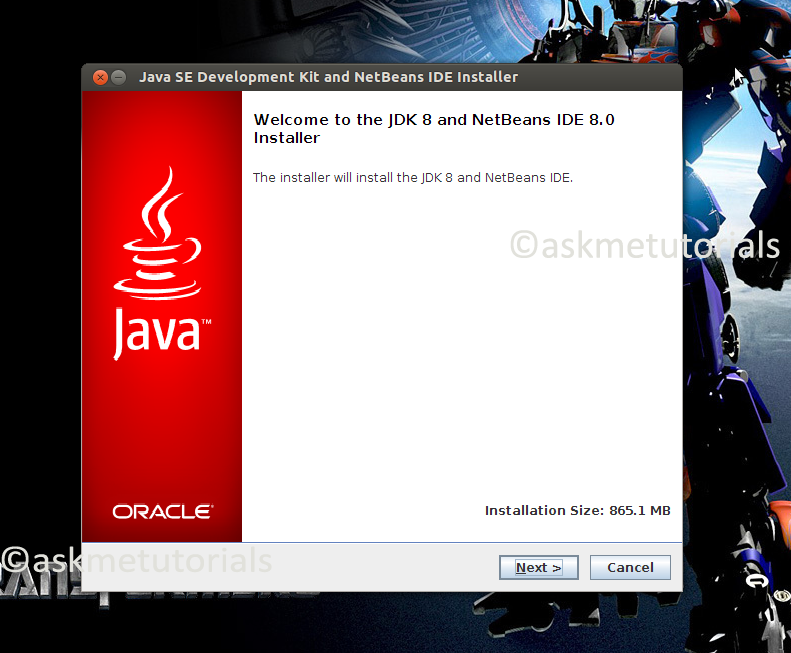 Java SE Development Kit and NetBeans IDE Installer
Welcome to the JDK 8 and NetBeans IDE 8.0
Installer
The installer will install the JDK 8 and NetBeans IDE.
©askmetutorials
Java™
ORACLE®
Installation Size: 865.1 MB
©askmetutorials
Next >
Cancel